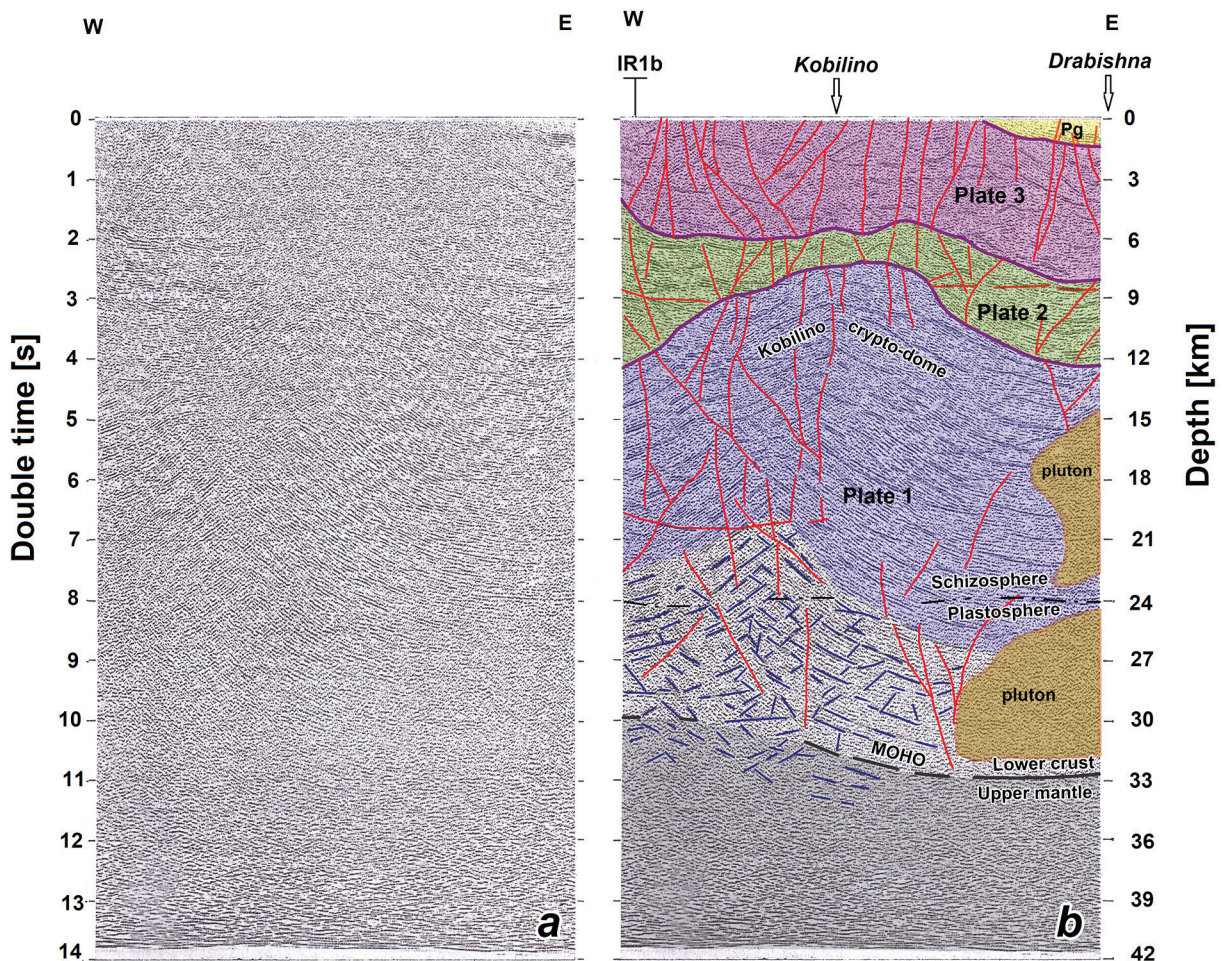 W
E
W
E
IR1b
Kobilino
Drabishna
0
1
2
3
4
5
6
7
8
9
10
11
12
13
14
Double time [s]
a
Pg
Plate 3
Plate 2
Kobilino crypto-dome
Plate 1
pluton
Schizosphere
Plastosphere
pluton
MOHO
Lower crust
Upper mantle
b
0
3
6
9
12
15
18
21
24
27
30
33
36
39
42
Depth [km]